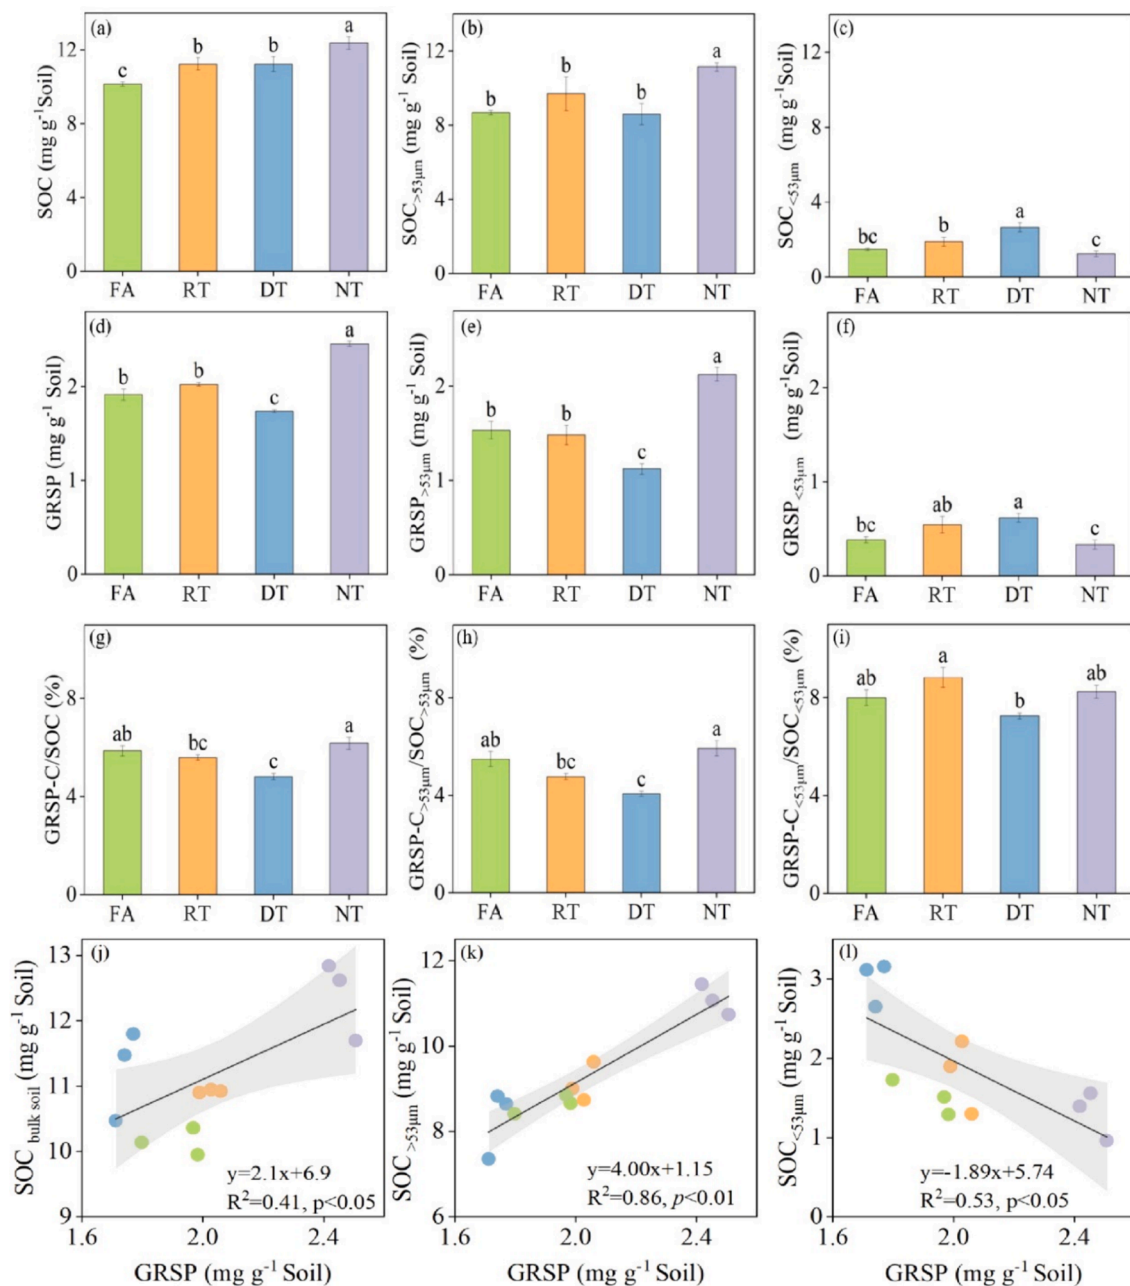 (a)
SOC (mg g⁻¹Soil)
12
8
4
0
c
b
b
a
FA RT DT NT
(b)
SOC>53μm (mg g⁻¹Soil)
12
8
4
0
b
b
b
a
FA RT DT NT
(c)
SOC<53μm (mg g⁻¹Soil)
12
8
4
0
bc
b
a
c
FA RT DT NT
(d)
GRSP (mg g⁻¹ Soil)
2
1
0
b
b
c
a
FA RT DT NT
(e)
GRSP>53μm (mg g⁻¹ Soil)
2
1
0
b
b
c
a
FA RT DT NT
(f)
GRSP<53μm (mg g⁻¹Soil)
2
1
0
bc
ab
a
c
FA RT DT NT
(g)
GRSP-C/SOC (%)
8
4
0
ab
bc
c
a
FA RT DT NT
(h)
GRSP-C>53μm/SOC>53μm (%)
8
4
0
ab
bc
c
a
FA RT DT NT
(i)
GRSP-C<53μm/SOC<53μm (%)
8
4
0
ab
a
b
ab
FA RT DT NT
(j)
SOC bulk soil (mg g⁻¹ Soil)
13
12
11
10
9
y=2.1x+6.9
R²=0.41, p<0.05
1.6 2.0 2.4
GRSP (mg g⁻¹ Soil)
(k)
SOC>53μm (mg g⁻¹ Soil)
12
10
8
6
y=4.00x+1.15
R²=0.86, p<0.01
1.6 2.0 2.4
GRSP (mg g⁻¹ Soil)
(l)
SOC<53μm (mg g⁻¹ Soil)
3
2
1
0
y=-1.89x+5.74
R²=0.53, p<0.05
1.6 2.0 2.4
GRSP (mg g⁻¹ Soil)